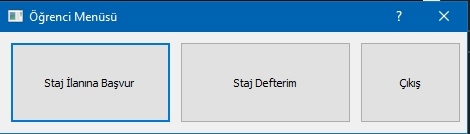 Öğrenci Menüsü
Staj İlanına Başvur
Staj Defterim
Çıkış